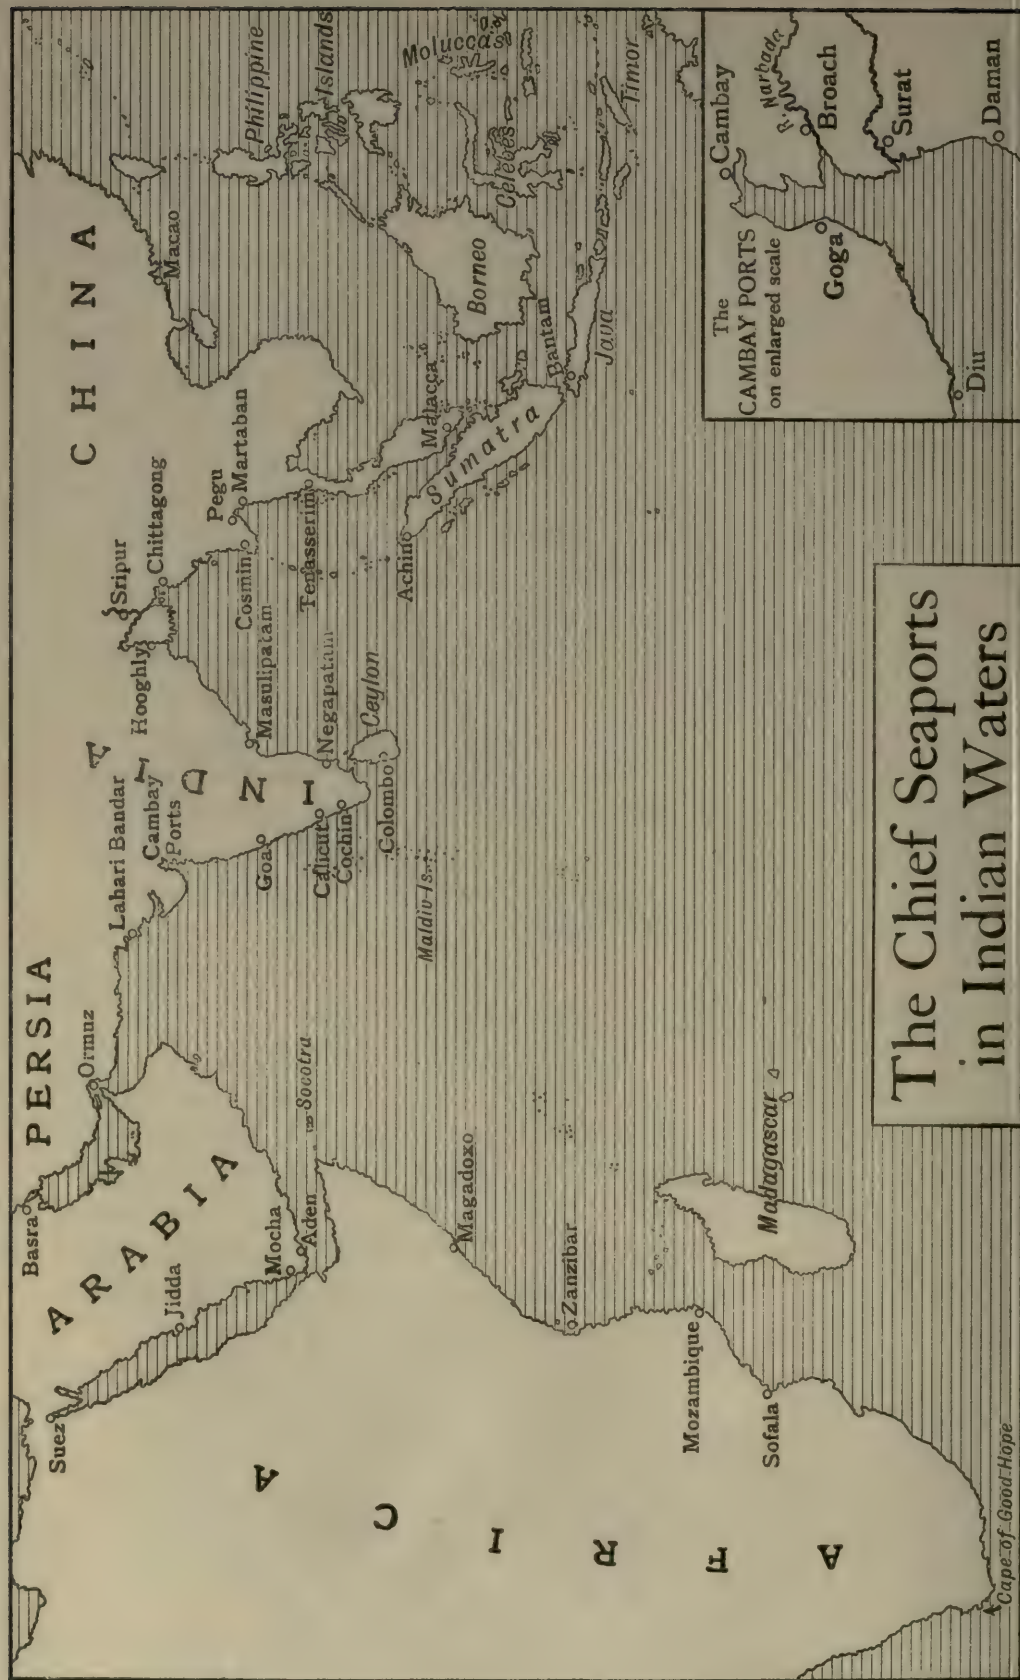 The Chief Seaports
in Indian Waters
PERSIA
ARABIA
AFRICA
INDIA
CHINA
Suez
Basra
Ormuz
Jidda
Mocha
Aden
Socotra
Magadoxo
Zanzibar
Mozambique
Sofala
Madagascar
Cape of Good Hope
Lahari Bandar
Cambay
Ports
Goa
Calicut
Cochin
Colombo
Maldiv Is.
Ceylon
Negapatam
Masulipatam
Hooghly
Sripur
Chittagong
Cosmin
Pegu
Martaban
Tenasserim
Achin
Sumatra
Malacca
Bantam
Java
Borneo
Macao
Philippine
Islands
Moluccas
Celebes
Timor
The
CAMBAY PORTS
on enlarged scale
Cambay
R. Narbada
Broach
Surat
Daman
Goga
Diu